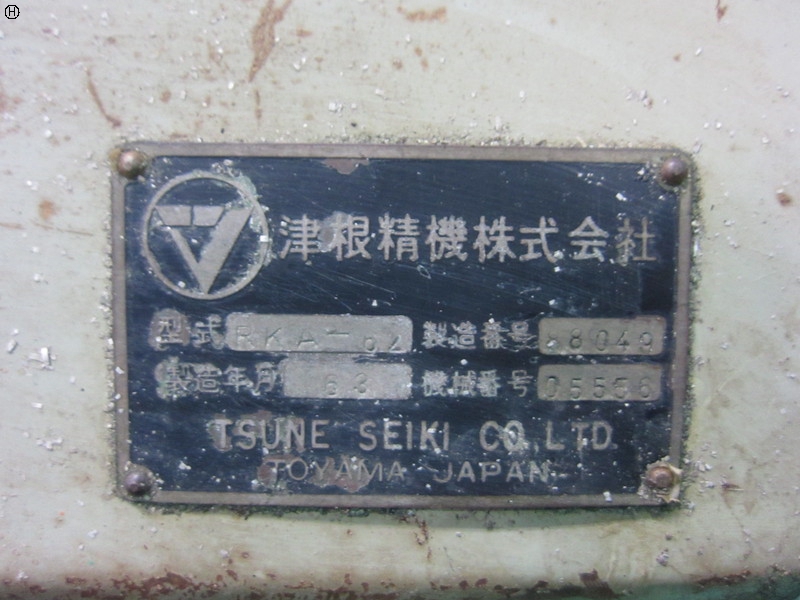 津根精機株式会社
型式 RKA-62 製造番号 8049
製造年月 63 機械番号 05556
TSUNE SEIKI CO.,LTD
TOYAMA JAPAN